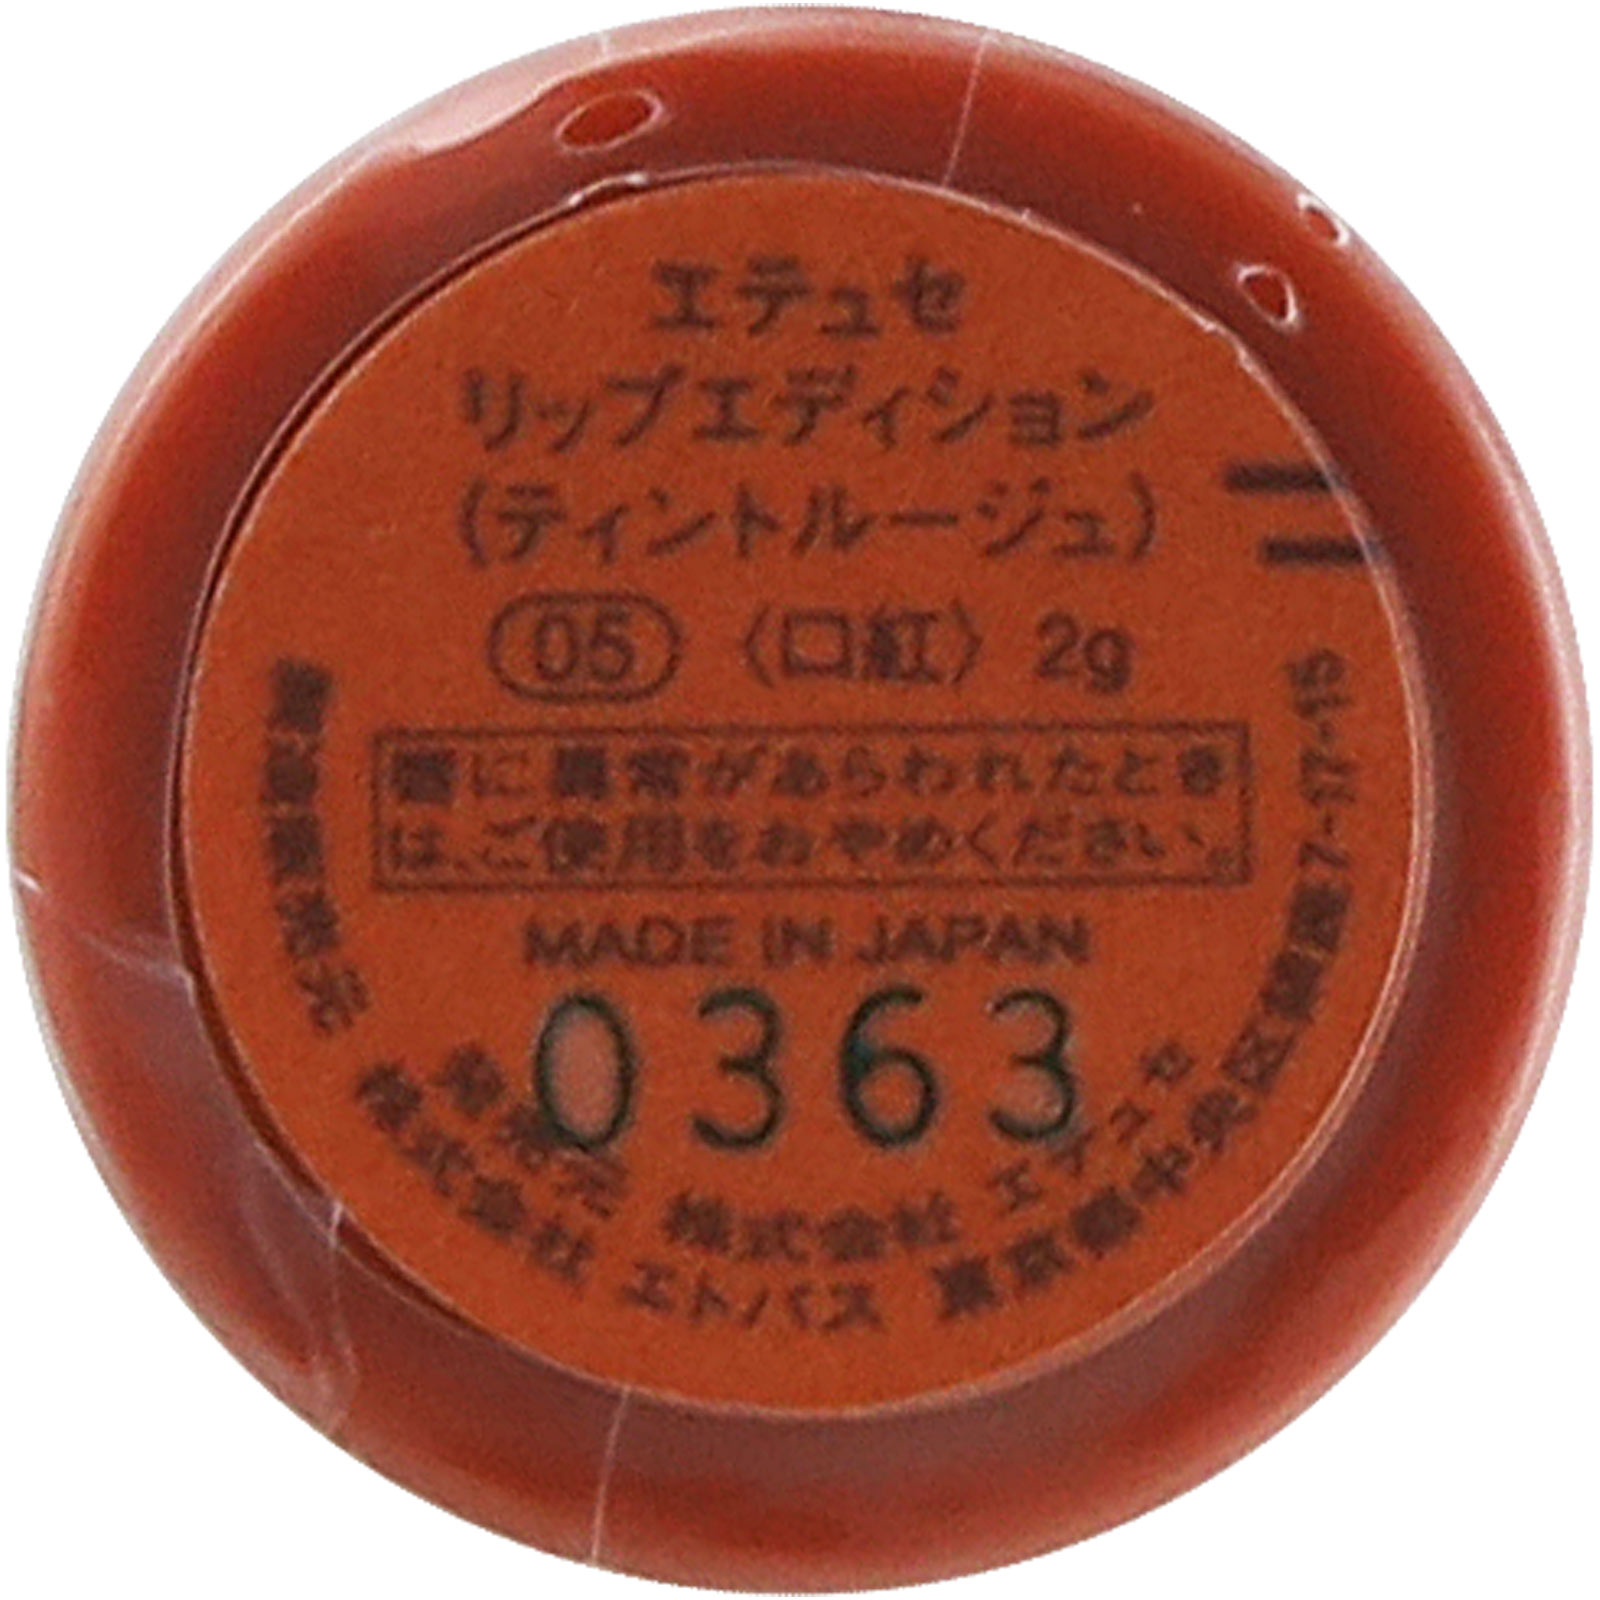 エテュセ
リップエディション
(ティントルージュ)
05 〈口紅〉 2g
唇に異常があらわれたとき
は、ご使用をおやめください。
MADE IN JAPAN
0363
発売元 株式会社 エテュセ
製造販売元
株式会社 エトバス 東京都中央区銀座7-17-15